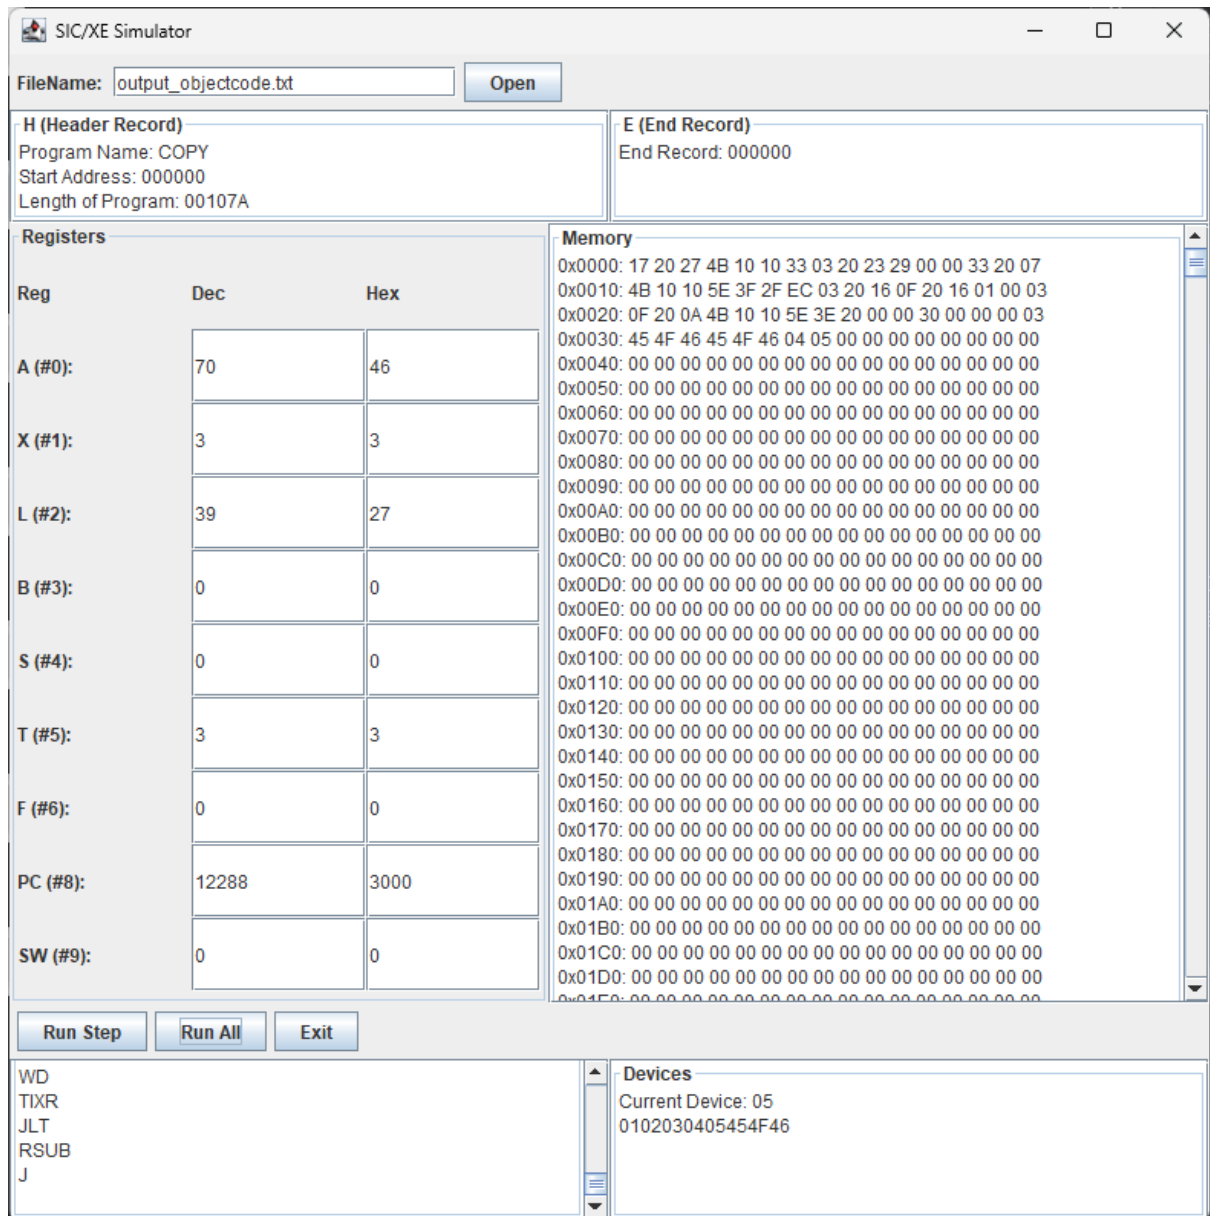 SIC/XE Simulator
FileName: output_objectcode.txt Open
H (Header Record)
Program Name: COPY
Start Address: 000000
Length of Program: 00107A
E (End Record)
End Record: 000000
Registers
Reg Dec Hex
A (#0): 70 46
X (#1): 3 3
L (#2): 39 27
B (#3): 0 0
S (#4): 0 0
T (#5): 3 3
F (#6): 0 0
PC (#8): 12288 3000
SW (#9): 0 0
Memory
0x0000: 17 20 27 4B 10 10 33 03 20 23 29 00 00 33 20 07
0x0010: 4B 10 10 5E 3F 2F EC 03 20 16 0F 20 16 01 00 03
0x0020: 0F 20 0A 4B 10 10 5E 3E 20 00 00 30 00 00 00 03
0x0030: 45 4F 46 45 4F 46 04 05 00 00 00 00 00 00 00 00
0x0040: 00 00 00 00 00 00 00 00 00 00 00 00 00 00 00 00
0x0050: 00 00 00 00 00 00 00 00 00 00 00 00 00 00 00 00
0x0060: 00 00 00 00 00 00 00 00 00 00 00 00 00 00 00 00
0x0070: 00 00 00 00 00 00 00 00 00 00 00 00 00 00 00 00
0x0080: 00 00 00 00 00 00 00 00 00 00 00 00 00 00 00 00
0x0090: 00 00 00 00 00 00 00 00 00 00 00 00 00 00 00 00
0x00A0: 00 00 00 00 00 00 00 00 00 00 00 00 00 00 00 00
0x00B0: 00 00 00 00 00 00 00 00 00 00 00 00 00 00 00 00
0x00C0: 00 00 00 00 00 00 00 00 00 00 00 00 00 00 00 00
0x00D0: 00 00 00 00 00 00 00 00 00 00 00 00 00 00 00 00
0x00E0: 00 00 00 00 00 00 00 00 00 00 00 00 00 00 00 00
0x00F0: 00 00 00 00 00 00 00 00 00 00 00 00 00 00 00 00
0x0100: 00 00 00 00 00 00 00 00 00 00 00 00 00 00 00 00
0x0110: 00 00 00 00 00 00 00 00 00 00 00 00 00 00 00 00
0x0120: 00 00 00 00 00 00 00 00 00 00 00 00 00 00 00 00
0x0130: 00 00 00 00 00 00 00 00 00 00 00 00 00 00 00 00
0x0140: 00 00 00 00 00 00 00 00 00 00 00 00 00 00 00 00
0x0150: 00 00 00 00 00 00 00 00 00 00 00 00 00 00 00 00
0x0160: 00 00 00 00 00 00 00 00 00 00 00 00 00 00 00 00
0x0170: 00 00 00 00 00 00 00 00 00 00 00 00 00 00 00 00
0x0180: 00 00 00 00 00 00 00 00 00 00 00 00 00 00 00 00
0x0190: 00 00 00 00 00 00 00 00 00 00 00 00 00 00 00 00
0x01A0: 00 00 00 00 00 00 00 00 00 00 00 00 00 00 00 00
0x01B0: 00 00 00 00 00 00 00 00 00 00 00 00 00 00 00 00
0x01C0: 00 00 00 00 00 00 00 00 00 00 00 00 00 00 00 00
0x01D0: 00 00 00 00 00 00 00 00 00 00 00 00 00 00 00 00
Run Step Run All Exit
WD
TIXR
JLT
RSUB
J
Devices
Current Device: 05
0102030405454F46